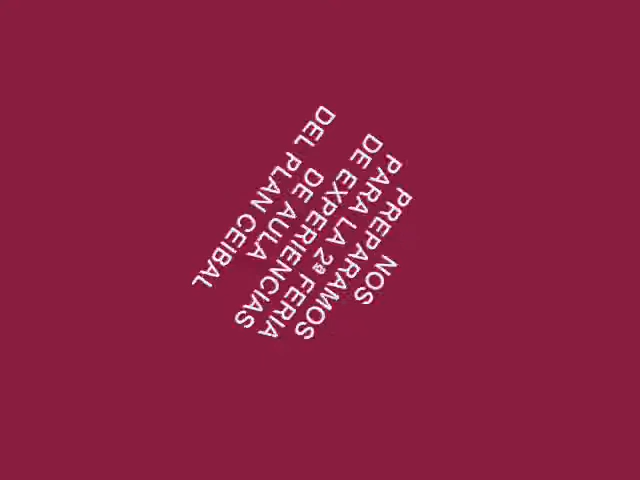 NOS
PREPARAMOS
PARA LA 2ª FERIA
DE EXPERIENCIAS
DE AULA
DEL PLAN CEIBAL